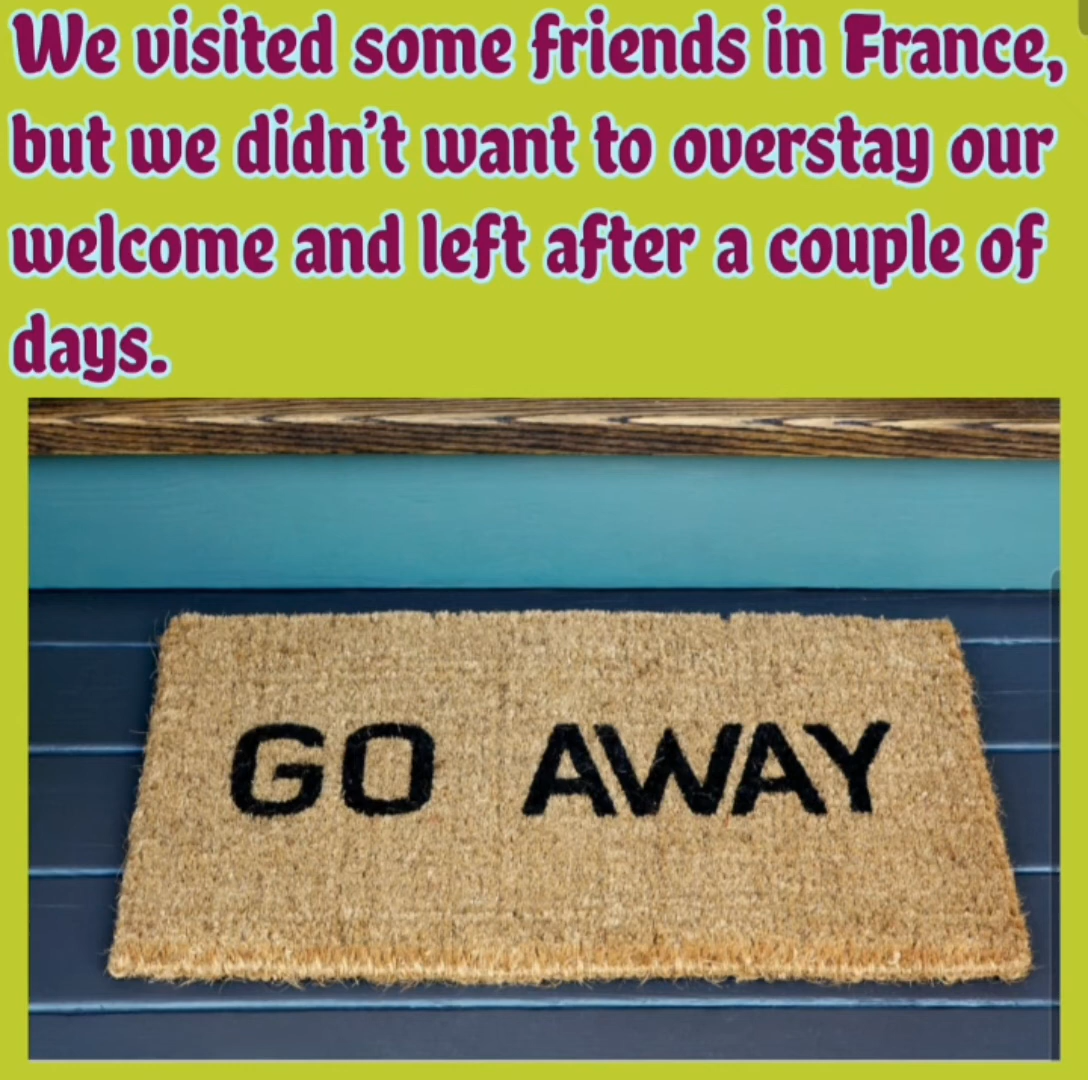 We visited some friends in France,
but we didn’t want to overstay our
welcome and left after a couple of
days.
GO AWAY